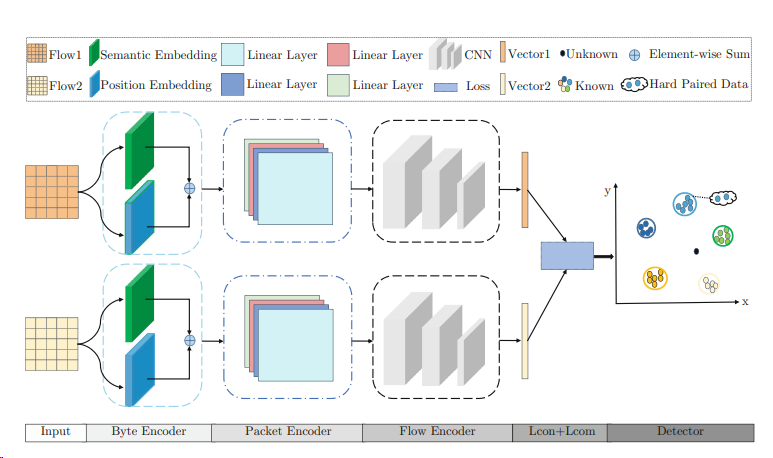 Flow1 Semantic Embedding Linear Layer Linear Layer CNN Vector1 Unknown Element-wise Sum
Flow2 Position Embedding Linear Layer Linear Layer Loss Vector2 Known Hard Paired Data
y
x
Input Byte Encoder Packet Encoder Flow Encoder Lcon+Lcom Detector